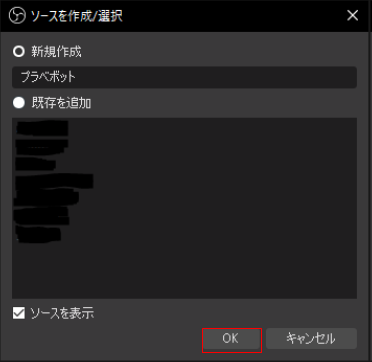 ソースを作成/選択
新規作成
プラベボット
既存を追加
ソースを表示
OK キャンセル